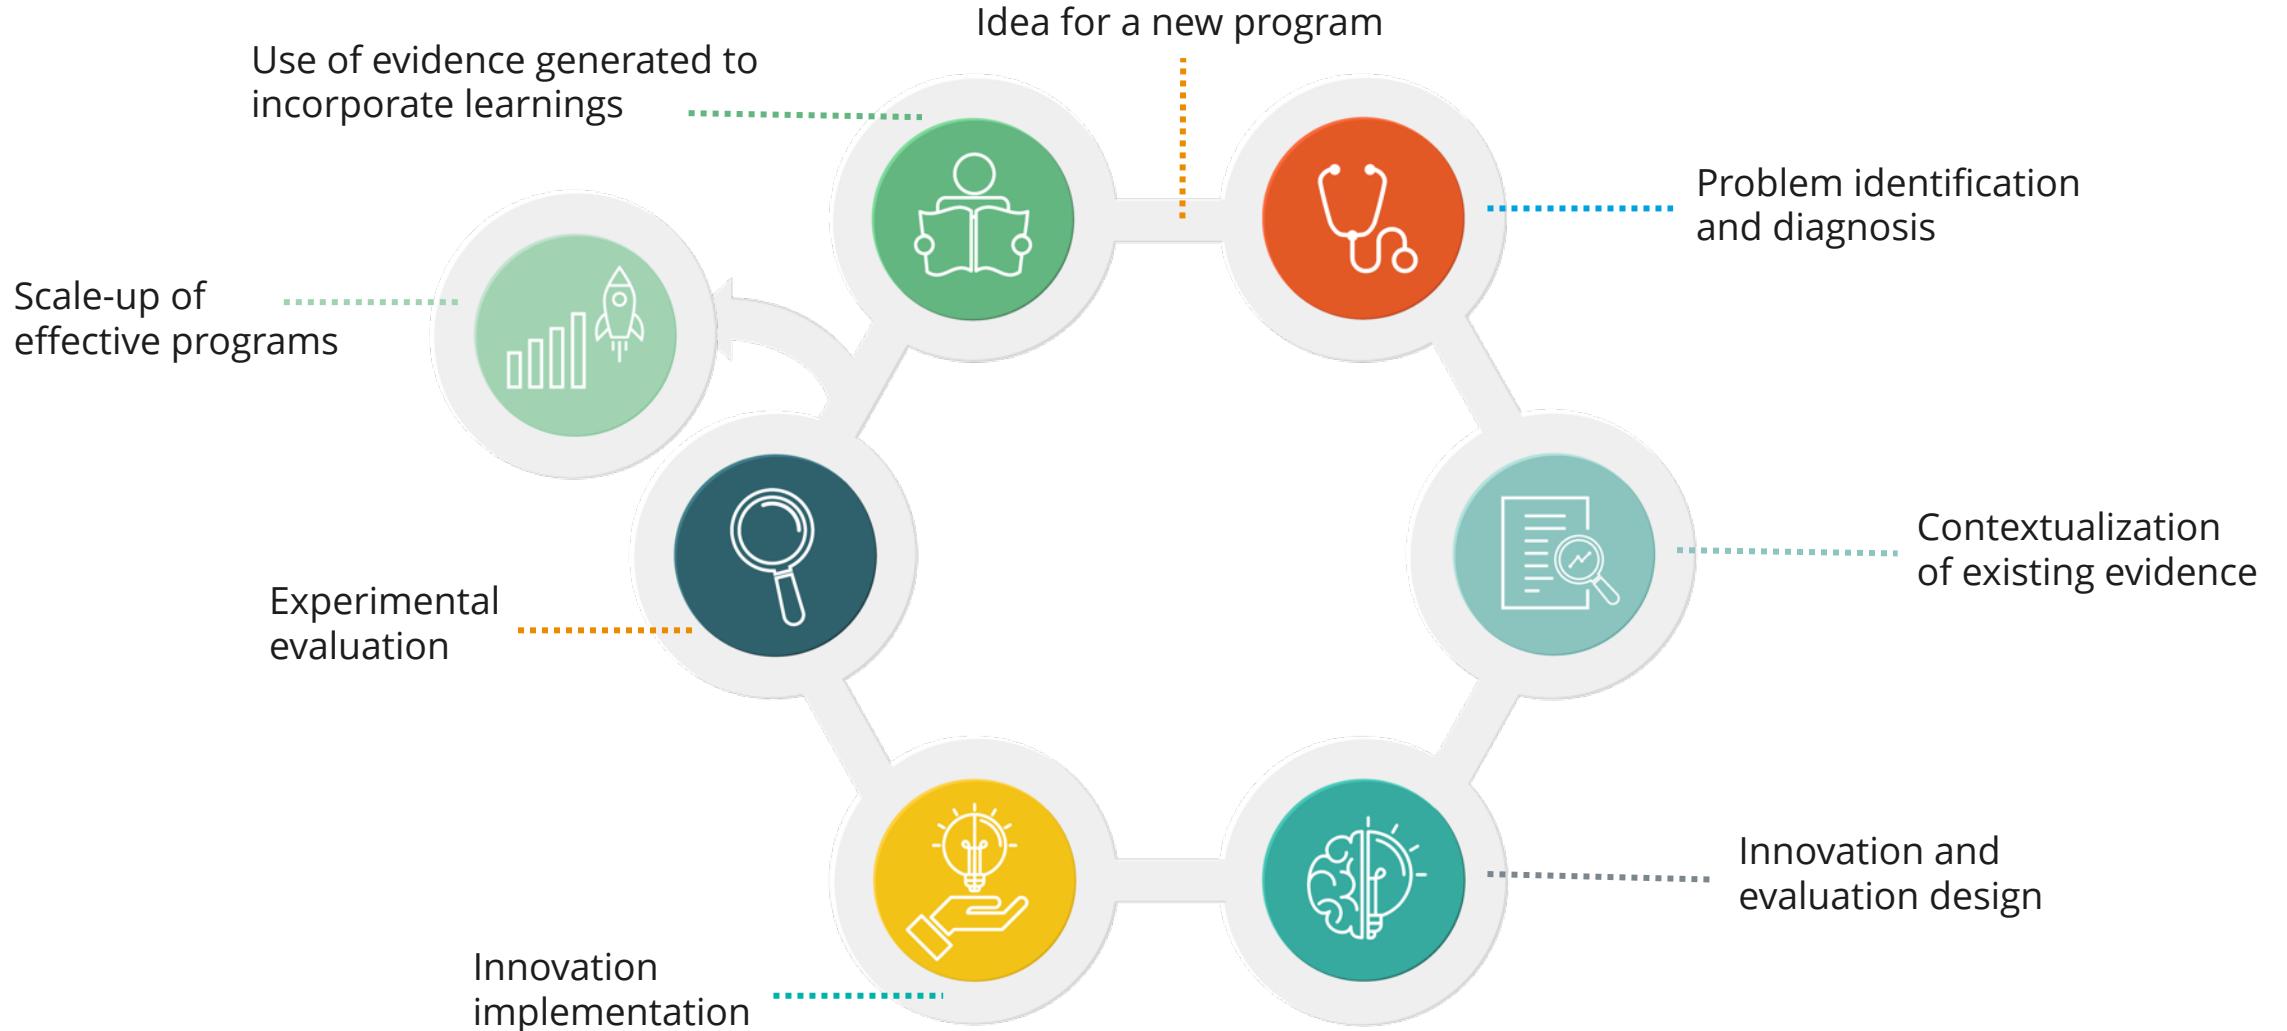 Idea for a new program
Use of evidence generated to
incorporate learnings
Problem identification
and diagnosis
Scale-up of
effective programs
Contextualization
of existing evidence
Experimental
evaluation
Innovation and
evaluation design
Innovation
implementation